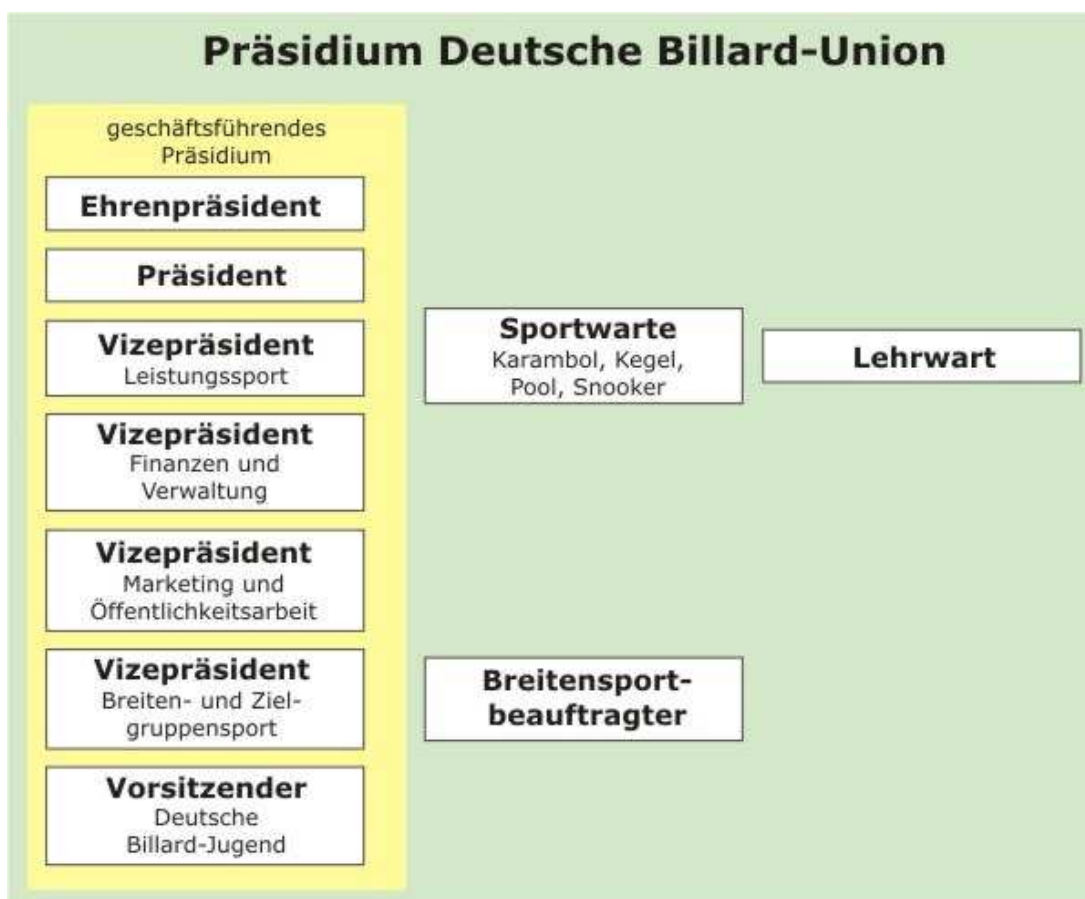 Präsidium Deutsche Billard-Union
geschäftsführendes
Präsidium
Ehrenpräsident
Präsident
Vizepräsident
Leistungssport
Vizepräsident
Finanzen und
Verwaltung
Vizepräsident
Marketing und
Öffentlichkeitsarbeit
Vizepräsident
Breiten- und Ziel-
gruppensport
Vorsitzender
Deutsche
Billard-Jugend
Sportwarte
Karambol, Kegel,
Pool, Snooker
Lehrwart
Breitensport-
beauftragter